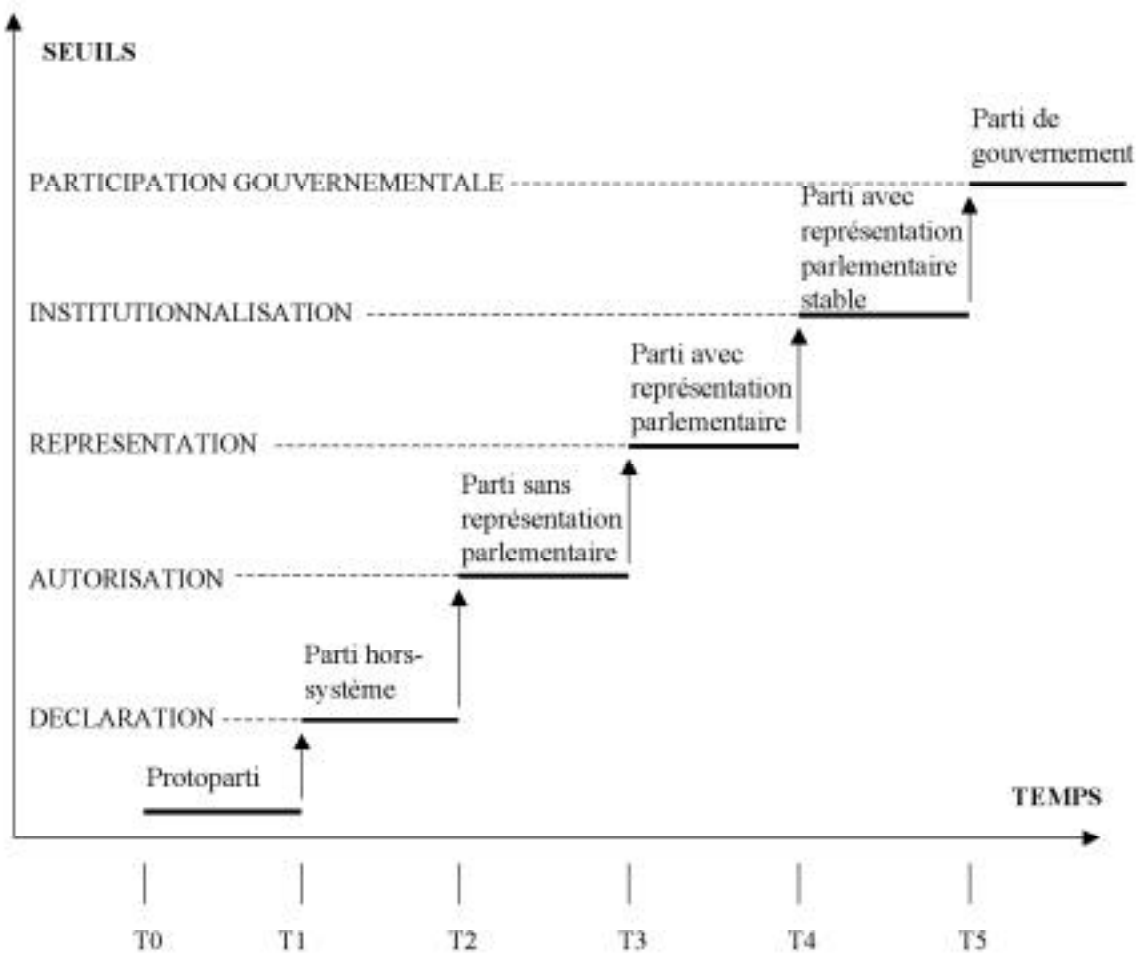 SEUILS
Parti de
gouvernement
PARTICIPATION GOUVERNEMENTALE
Parti avec
représentation
parlementaire
stable
INSTITUTIONNALISATION
Parti avec
représentation
parlementaire
REPRESENTATION
Parti sans
représentation
parlementaire
AUTORISATION
Parti hors-
système
DECLARATION
Protoparti
TEMPS
T0 T1 T2 T3 T4 T5